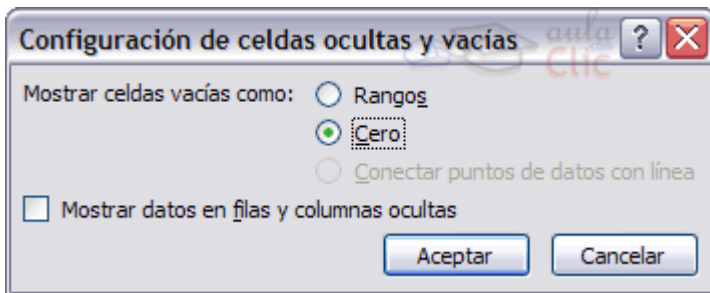 Configuración de celdas ocultas y vacías
aula
Clic
?
Mostrar celdas vacías como:
Rangos
Cero
Conectar puntos de datos con línea
Mostrar datos en filas y columnas ocultas
Aceptar
Cancelar